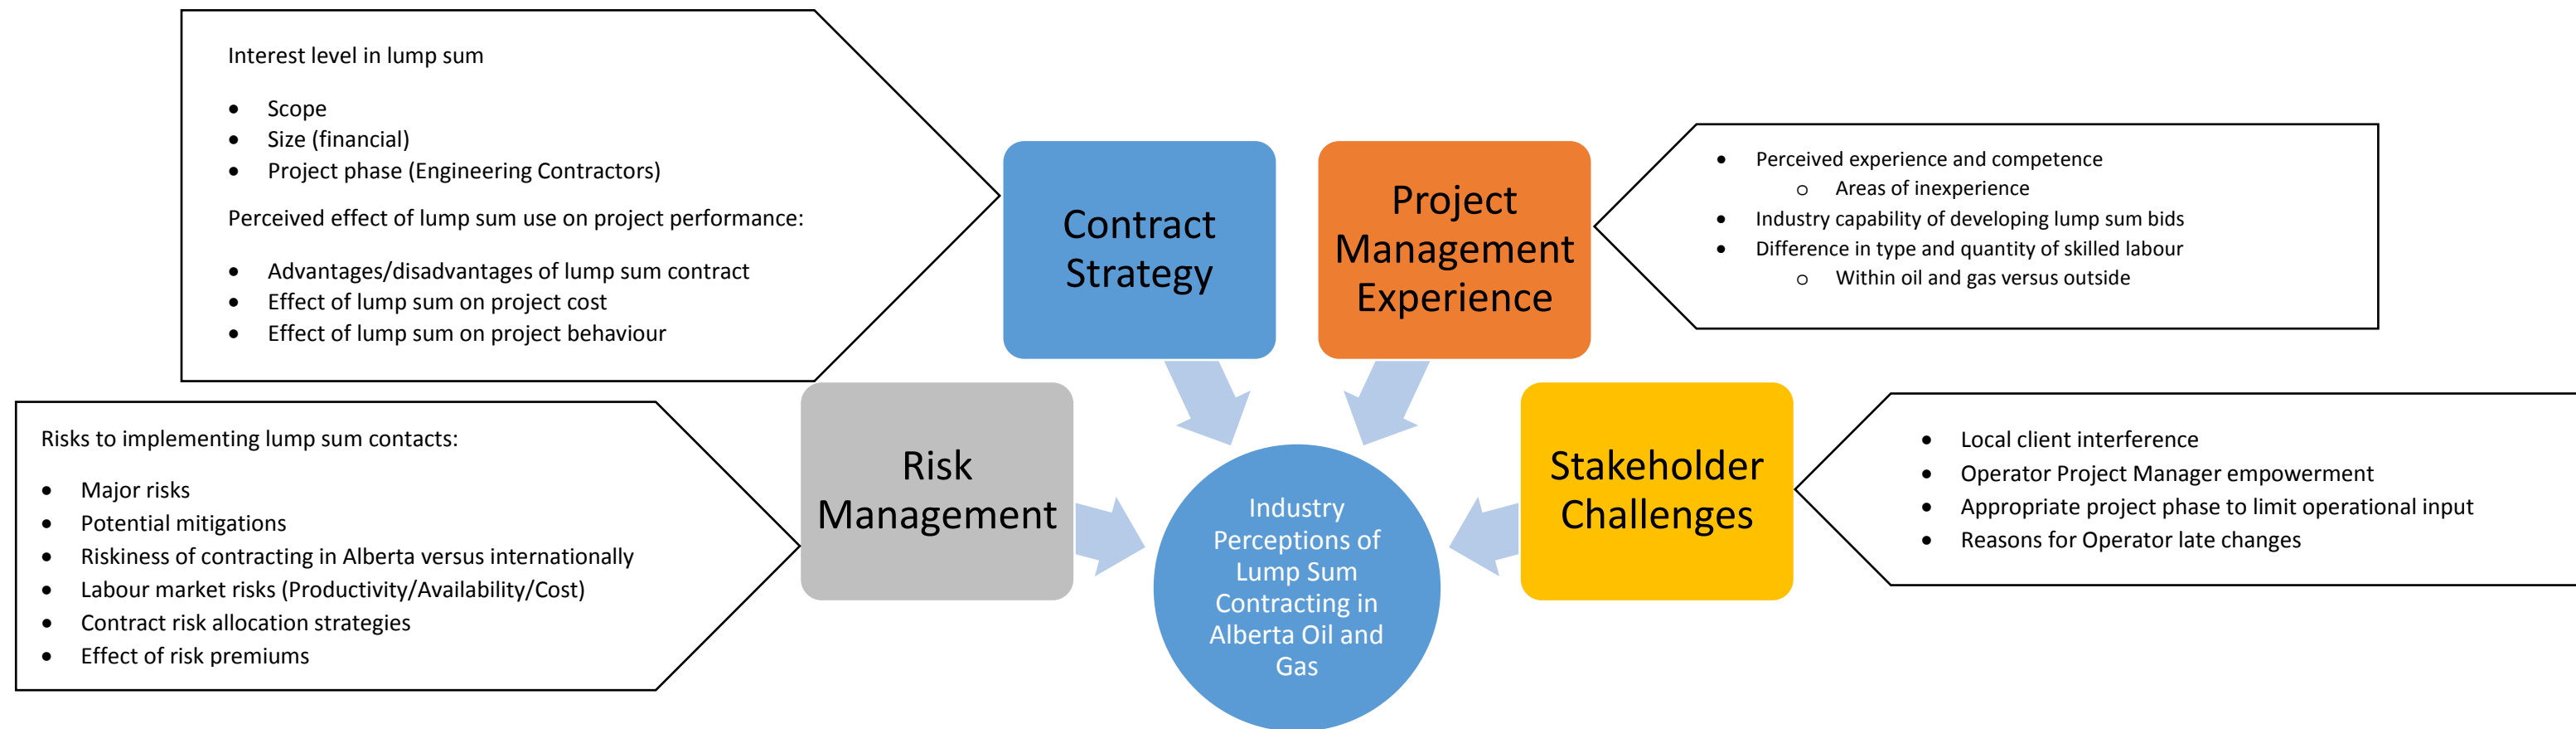 Interest level in lump sum
• Scope
• Size (financial)
• Project phase (Engineering Contractors)
Perceived effect of lump sum use on project performance:
• Advantages/disadvantages of lump sum contract
• Effect of lump sum on project cost
• Effect of lump sum on project behaviour
Contract
Strategy
Project
Management
Experience
• Perceived experience and competence
o Areas of inexperience
• Industry capability of developing lump sum bids
• Difference in type and quantity of skilled labour
o Within oil and gas versus outside
Risks to implementing lump sum contacts:
• Major risks
• Potential mitigations
• Riskiness of contracting in Alberta versus internationally
• Labour market risks (Productivity/Availability/Cost)
• Contract risk allocation strategies
• Effect of risk premiums
Risk
Management
Industry
Perceptions of
Lump Sum
Contracting in
Alberta Oil and
Gas
Stakeholder
Challenges
• Local client interference
• Operator Project Manager empowerment
• Appropriate project phase to limit operational input
• Reasons for Operator late changes